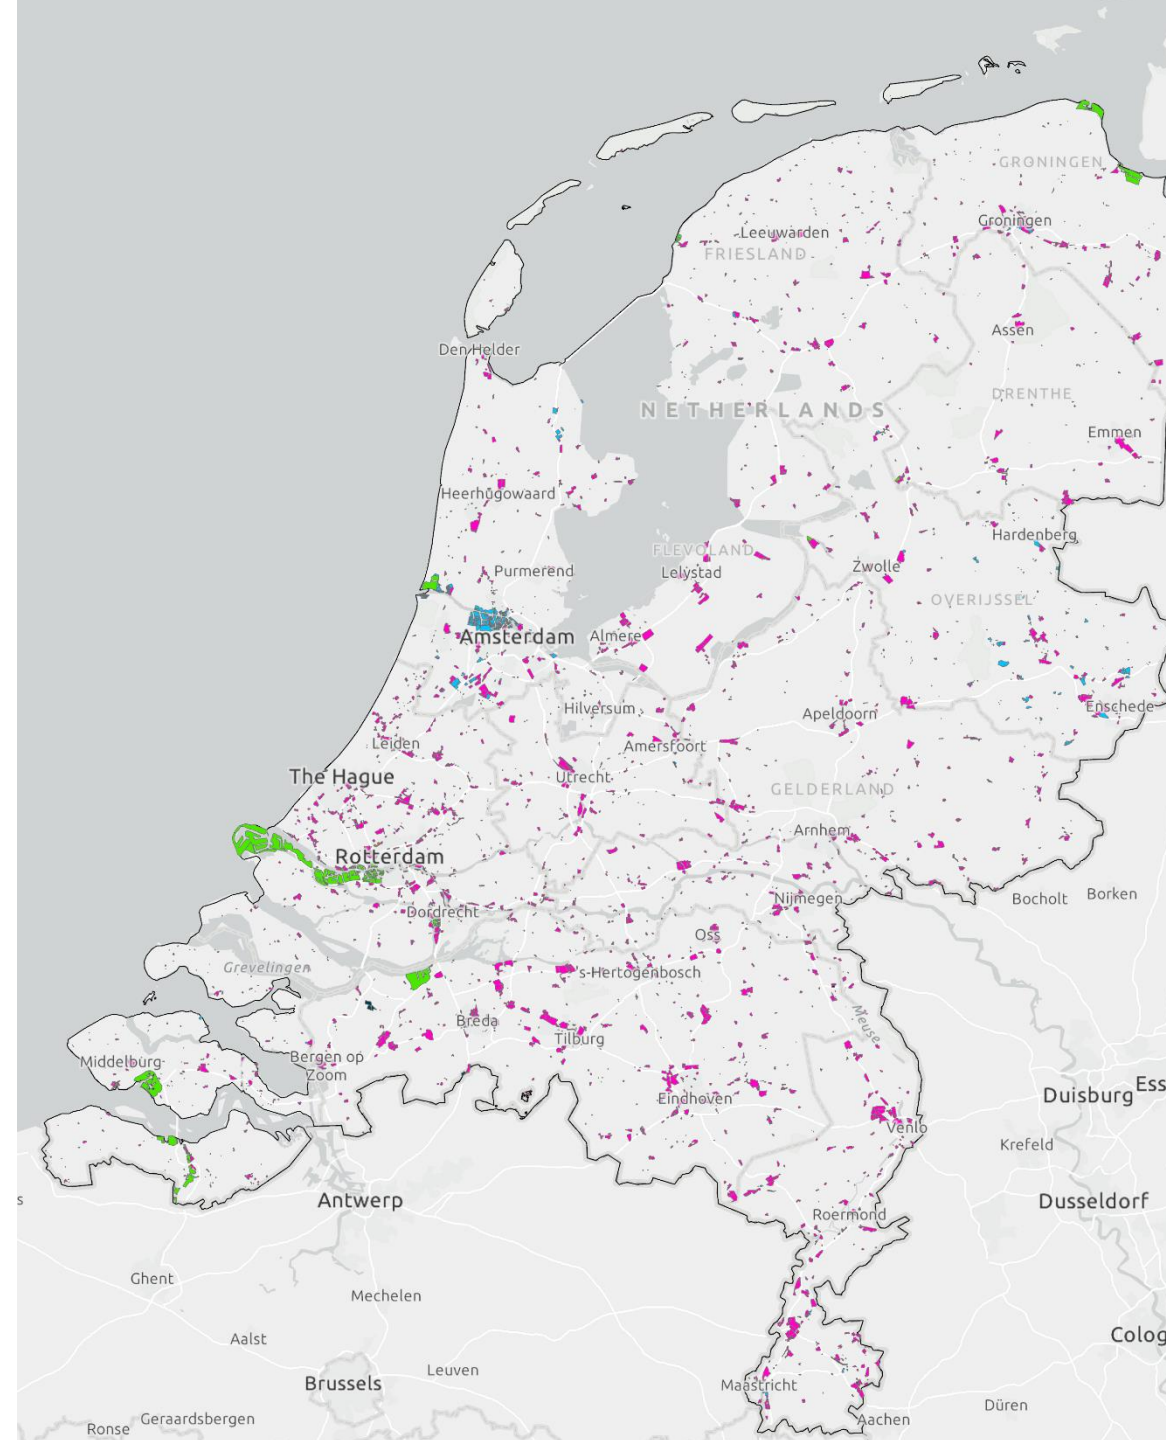 GRONINGEN
Groningen
Leeuwarden
FRIESLAND
Assen
Den Helder
DRENTHE
NETHERLANDS
Emmen
Heerhugowaard
Hardenberg
FLEVOLAND
Purmerend
Lelystad
Zwolle
OVERIJSSEL
Amsterdam
Almere
Hilversum
Apeldoorn
Enschede
Leiden
Amersfoort
The Hague
Utrecht
GELDERLAND
Arnhem
Rotterdam
Nijmegen
Bocholt
Borken
Dordrecht
Oss
Grevelingen
's-Hertogenbosch
Meuse
Breda
Tilburg
Middelburg
Bergen op
Zoom
Duisburg
Ess
Eindhoven
Venlo
Krefeld
s
Antwerp
Dusseldorf
Roermond
Ghent
Mechelen
Aalst
Colog
Leuven
Brussels
Maastricht
Düren
Geraardsbergen
Aachen
Ronse